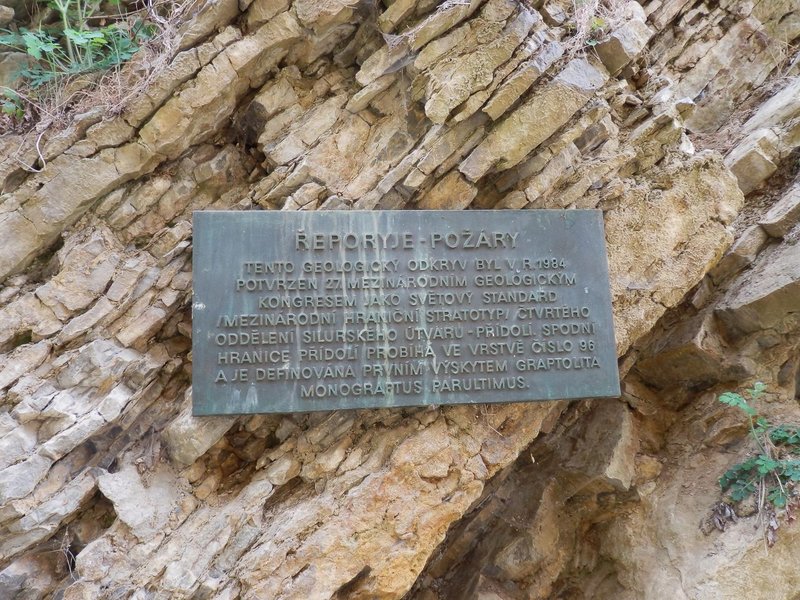 ŘEPORYJE-POŽÁRY
TENTO GEOLOGICKÝ ODKRYV BYL V R. 1984
POTVRZEN 27. MEZINÁRODNÍM GEOLOGICKÝM
KONGRESEM JAKO SVĚTOVÝ STANDARD
/MEZINÁRODNÍ HRANIČNÍ STRATOTYP/ ČTVRTÉHO
ODDĚLENÍ SILURSKÉHO ÚTVARU - PŘÍDOLÍ. SPODNÍ
HRANICE PŘÍDOLÍ PROBÍHÁ VE VRSTVĚ ČÍSLO 96
A JE DEFINOVÁNA PRVNÍM VÝSKYTEM GRAPTOLITA
MONOGRAPTUS PARULTIMUS.